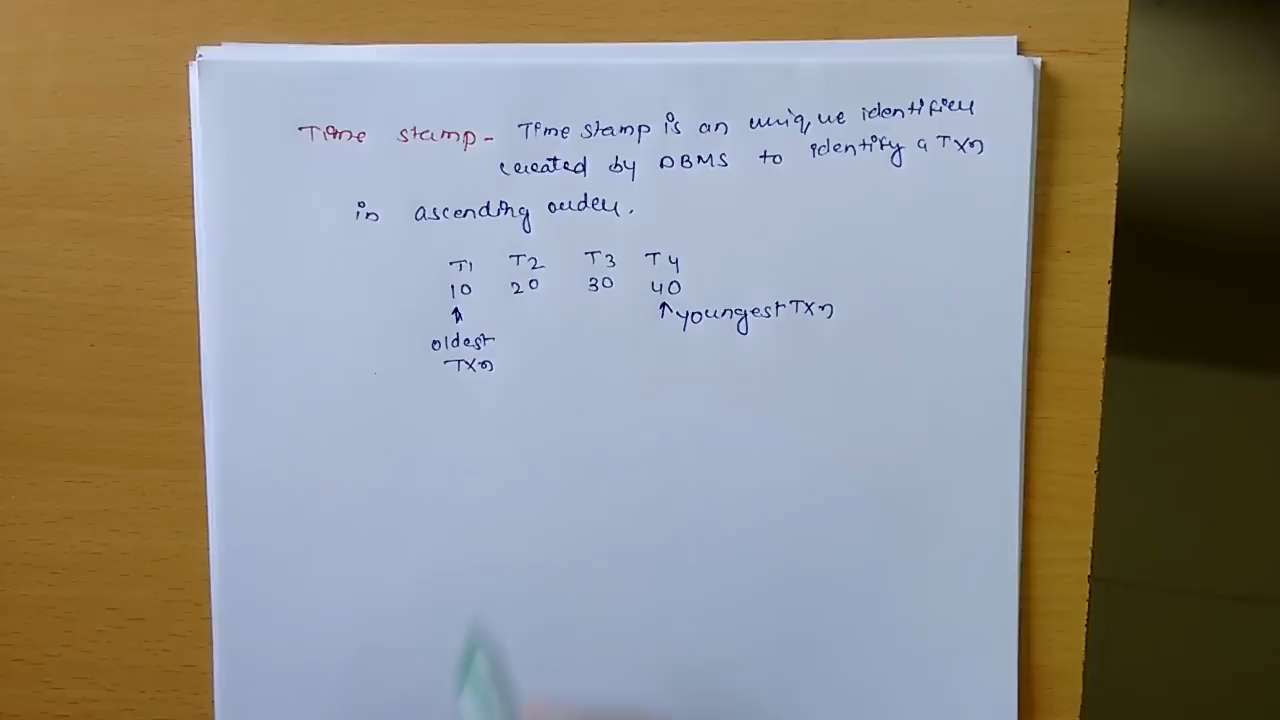 Time stamp - Time stamp is an unique identifier
created by DBMS to identify a Txn
in ascending order.
T1 T2 T3 T4
10 20 30 40
↑ ↑ youngest Txn
oldest
Txn